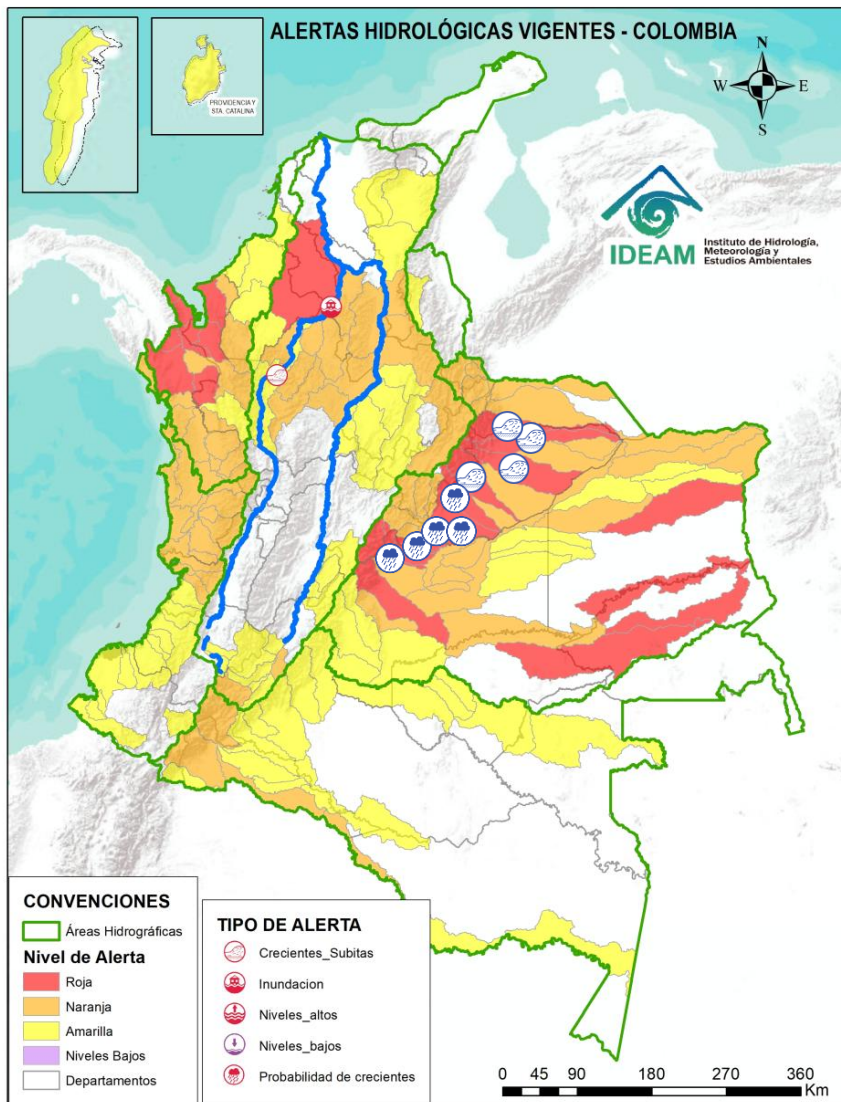 ALERTAS HIDROLÓGICAS VIGENTES - COLOMBIA
PROVIDENCIA Y
STA. CATALINA
N
W
E
S
IDEAM
Instituto de Hidrología,
Meteorología y
Estudios Ambientales
CONVENCIONES
Áreas Hidrográficas
Nivel de Alerta
Roja
Naranja
Amarilla
Niveles Bajos
Departamentos
TIPO DE ALERTA
Crecientes_Subitas
Inundacion
Niveles_altos
Niveles_bajos
Probabilidad de crecientes
0 45 90 180 270 360
Km